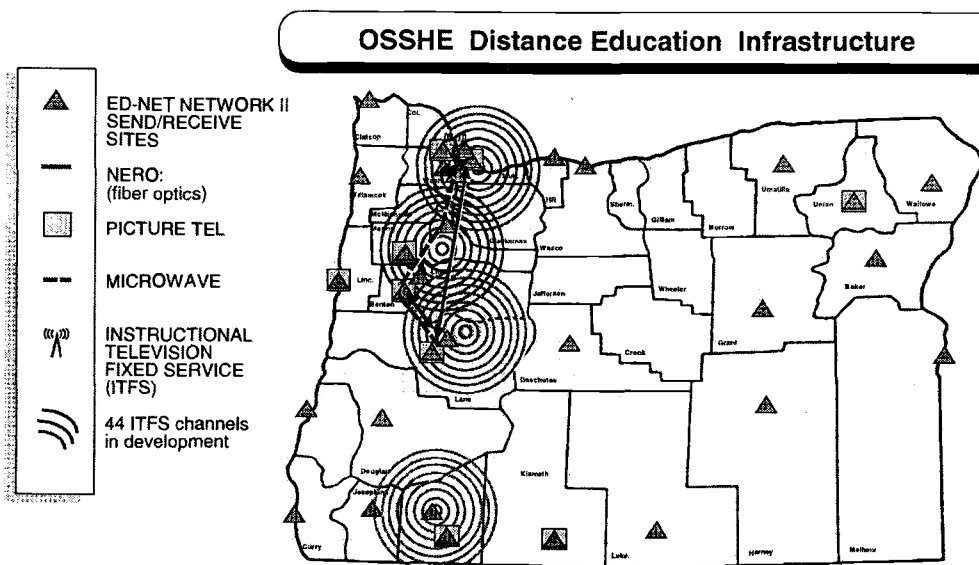 OSSHE Distance Education Infrastructure
ED-NET NETWORK II
SEND/RECEIVE
SITES
NERO:
(fiber optics)
PICTURE TEL
MICROWAVE
INSTRUCTIONAL
TELEVISION
FIXED SERVICE
(ITFS)
44 ITFS channels
in development
Col.
Clatsop
HR
Sherm.
Gilliam
Morrow
Umatilla
Union
Wallowa
Wasco
Linc.
Benton
Jefferson
Wheeler
Baker
Grant
Crook
Deschutes
Lane
Douglas
Klamath
Josephine
Curry
Lake
Harney
Malheur